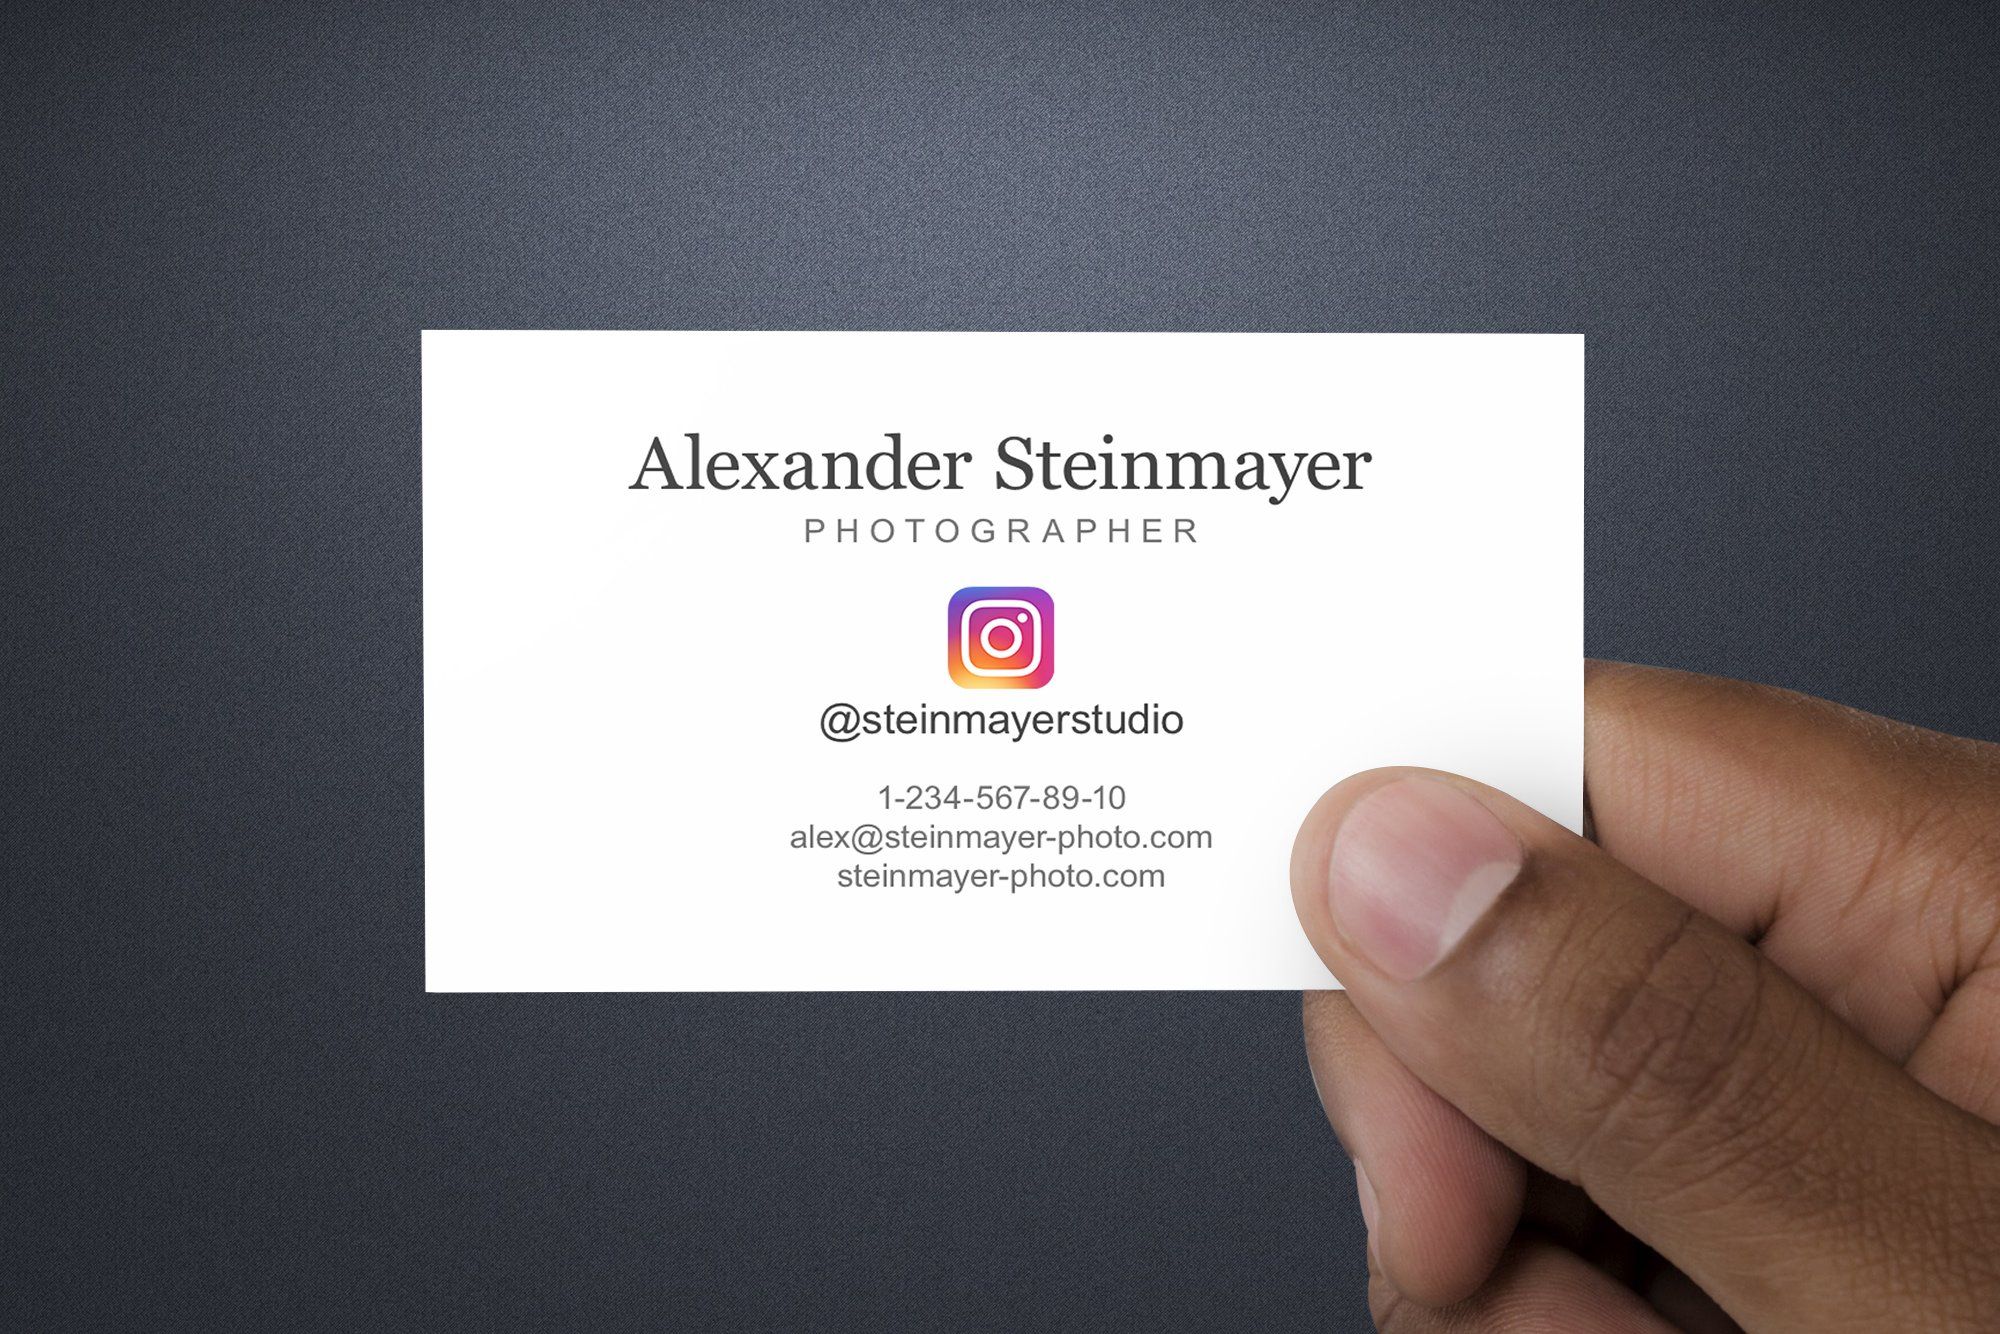 Alexander Steinmayer
PHOTOGRAPHER
@steinmayerstudio
1-234-567-89-10
alex@steinmayer-photo.com
steinmayer-photo.com